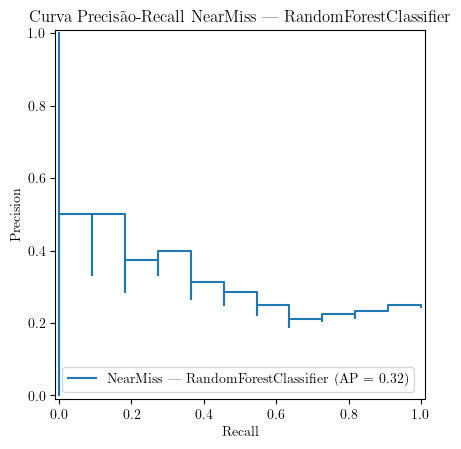 Curva Precisão-Recall NearMiss — RandomForestClassifier
1.0
0.8
0.6
0.4
0.2
0.0
Precision
NearMiss — RandomForestClassifier (AP = 0.32)
0.0 0.2 0.4 0.6 0.8 1.0
Recall